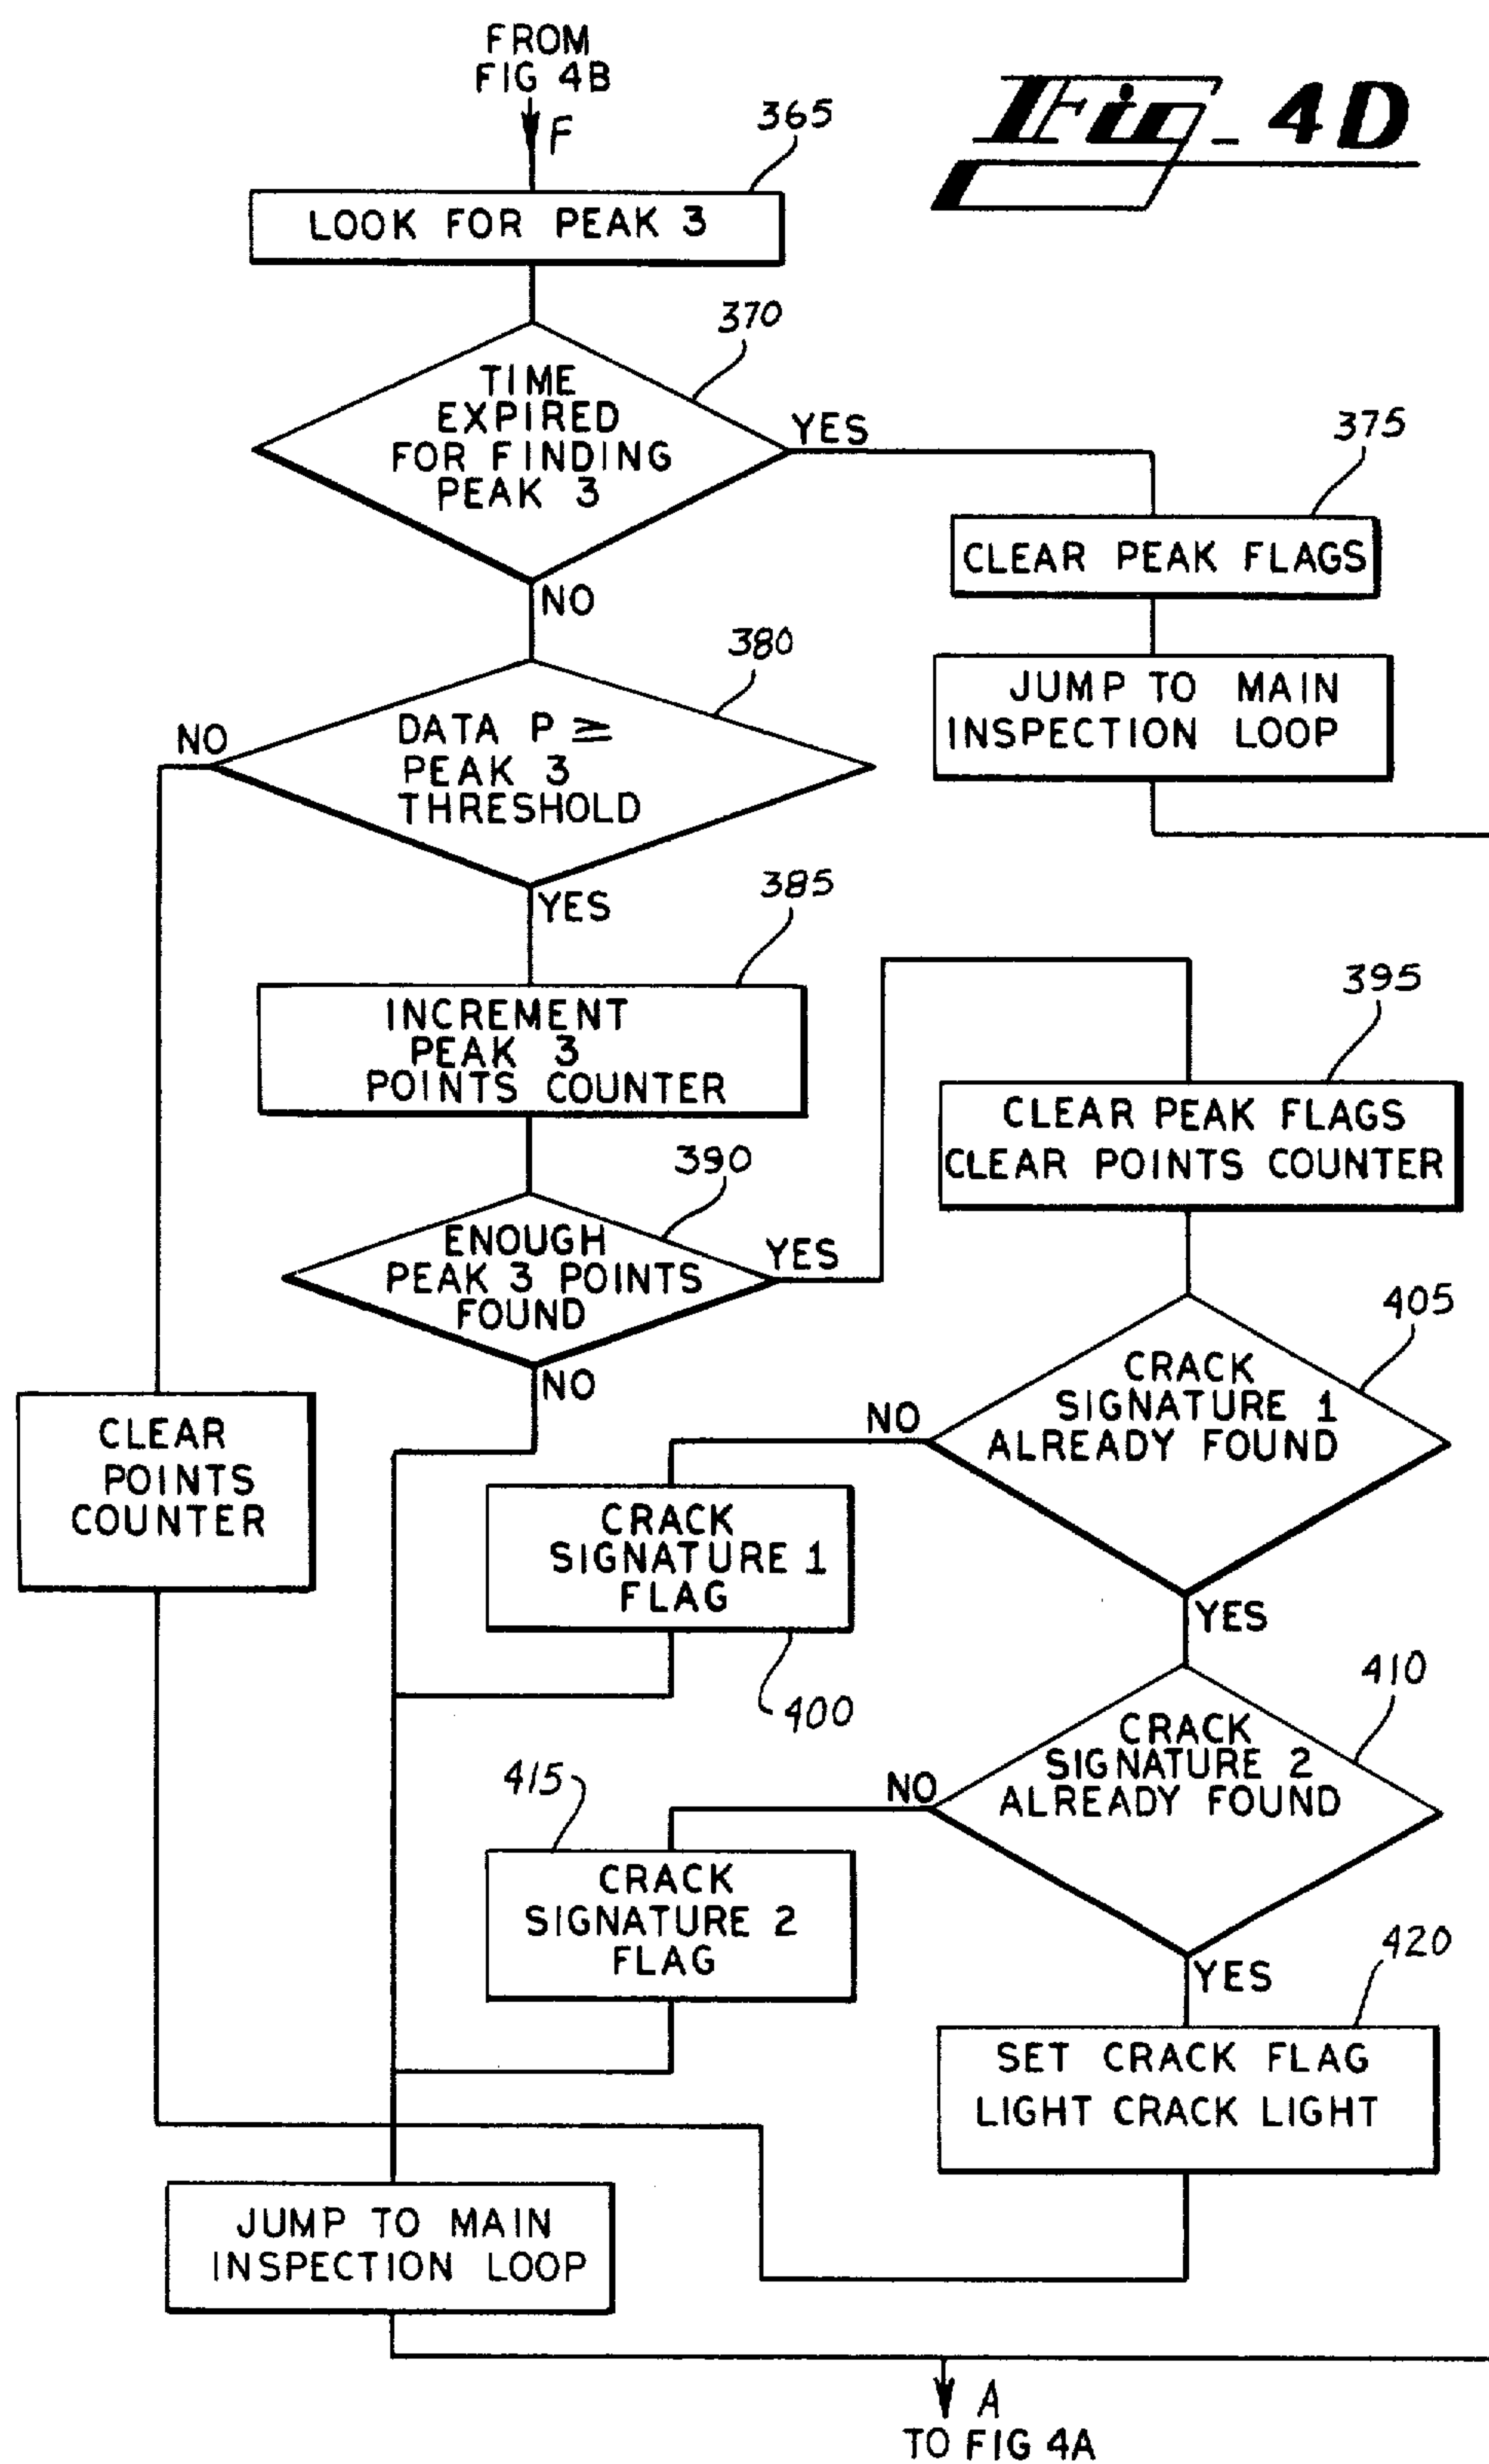 FROM
FIG 4B
F
Fig. 4D
365
LOOK FOR PEAK 3
370
TIME
EXPIRED
FOR FINDING
PEAK 3
YES
NO
375
CLEAR PEAK FLAGS
JUMP TO MAIN
INSPECTION LOOP
380
DATA P ≥
PEAK 3
THRESHOLD
NO
YES
385
INCREMENT
PEAK 3
POINTS COUNTER
390
ENOUGH
PEAK 3 POINTS
FOUND
YES
NO
395
CLEAR PEAK FLAGS
CLEAR POINTS COUNTER
405
CRACK
SIGNATURE 1
ALREADY FOUND
NO
YES
CLEAR
POINTS
COUNTER
CRACK
SIGNATURE 1
FLAG
400
410
CRACK
SIGNATURE 2
ALREADY FOUND
NO
YES
415
CRACK
SIGNATURE 2
FLAG
420
SET CRACK FLAG
LIGHT CRACK LIGHT
JUMP TO MAIN
INSPECTION LOOP
A
TO FIG 4A